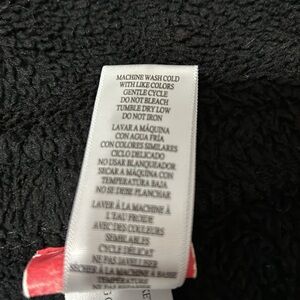 MACHINE WASH COLD
WITH LIKE COLORS
GENTLE CYCLE
DO NOT BLEACH
TUMBLE DRY LOW
DO NOT IRON
LAVAR A MÁQUINA
CON AGUA FRÍA
CON COLORES SIMILARES
CICLO DELICADO
NO USAR BLANQUEADOR
SECAR A MÁQUINA CON
TEMPERATURA BAJA
NO SE DEBE PLANCHAR
LAVER À LA MACHINE À
L'EAU FROIDE
AVEC DES COULEURS
SEMBLABLES
CYCLE DÉLICAT
NE PAS JAVELLISER
SÉCHER À LA MACHINE À BASSE
TEMPÉRATURE